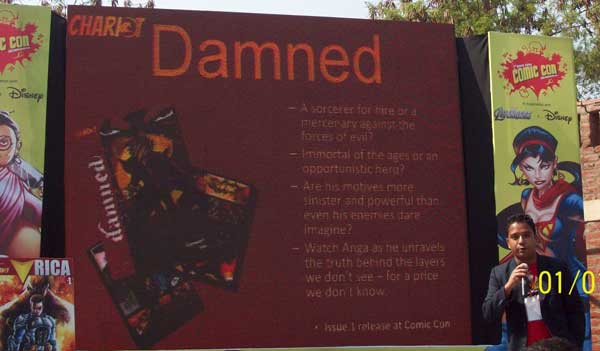 CHARIOT
Damned
– A sorcerer for hire or a
mercenary against the
forces of evil?
– Immortal of the ages or an
opportunistic hero?
– Are his motives more
sinister and powerful than
even his enemies dare
imagine?
– Watch Anga as he unravels
the truth behind the layers
we don't see – for a price
we don't know.
• Issue 1 release at Comic Con
damned
COMIC CON
DISNEY
COMIC CON
DISNEY
RICA
01/0